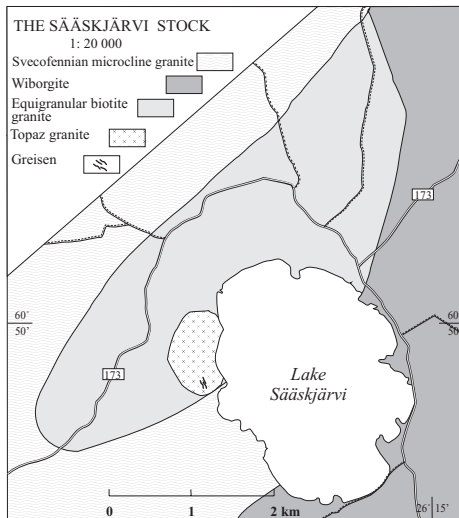 THE SÄÄSKJÄRVI STOCK
1: 20 000
Svecofennian microcline granite
Wiborgite
Equigranular biotite
granite
Topaz granite
Greisen
173
60˚
50'
60˚
50'
173
Lake
Sääskjärvi
0 1 2 km
26˚ 15'